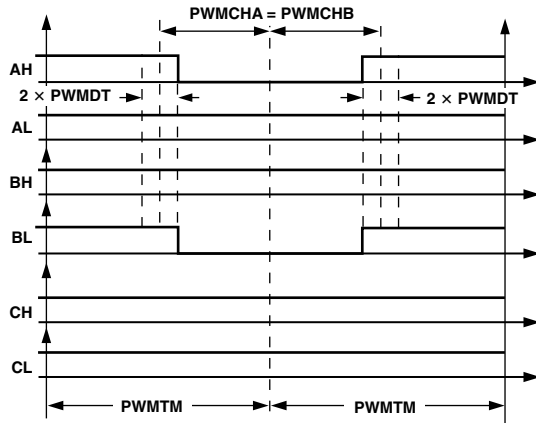 PWMCHA = PWMCHB
AH
2 × PWMDT
2 × PWMDT
AL
BH
BL
CH
CL
PWMTM
PWMTM